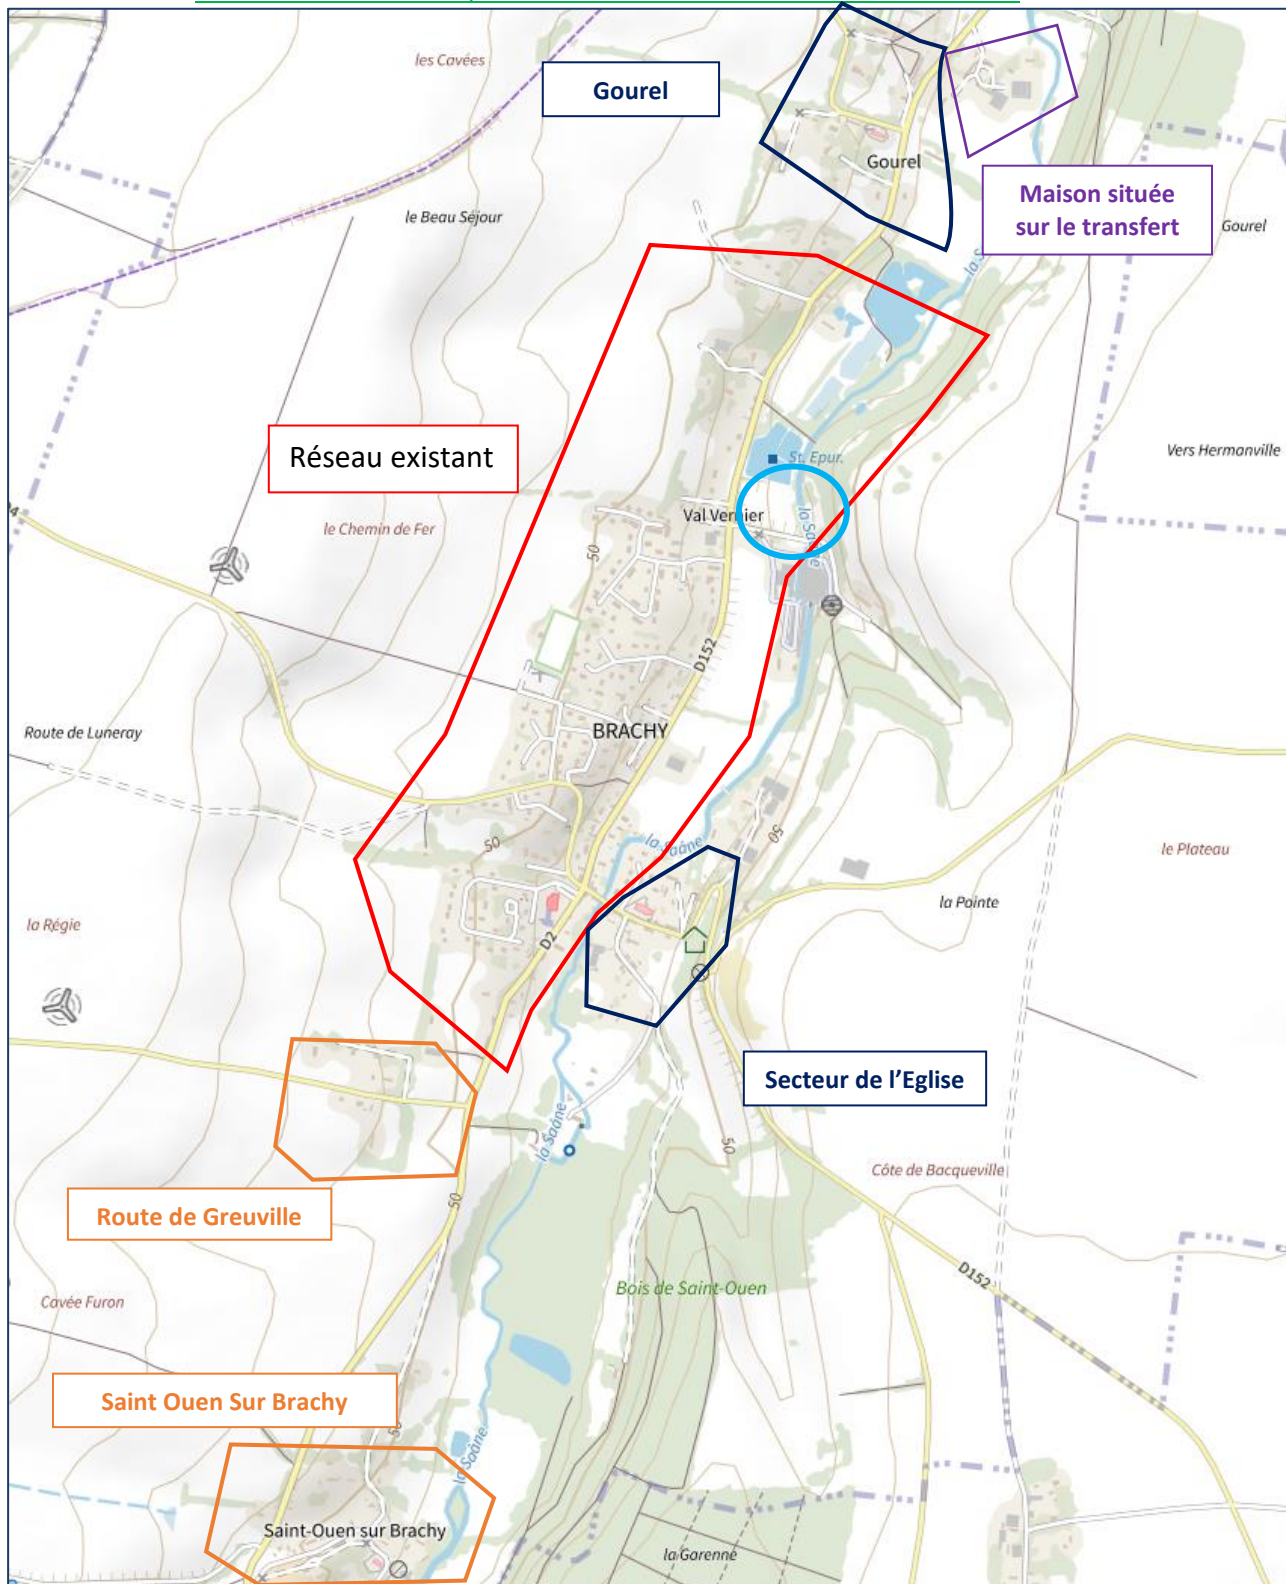 les Cavées
Gourel
Gourel
Maison située
sur le transfert
le Beau Séjour
Gourel
la S
Réseau existant
Vers Hermanville
St. Epur.
Val Vernier
la Saâne
le Chemin de Fer
50
D152
Route de Luneray
BRACHY
50
la Saâne
50
le Plateau
la Pointe
la Régie
D2
Secteur de l'Eglise
la Saâne
50
Côte de Bacqueville
50
Route de Greuville
D152
Bois de Saint-Ouen
Cavée Furon
Saint Ouen Sur Brachy
50
la Saâne
Saint-Ouen sur Brachy
la Garenne